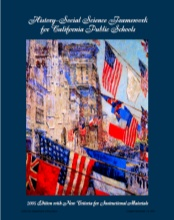 History–Social Science Framework
for California Public Schools
2005 Edition with New Criteria for Instructional Materials